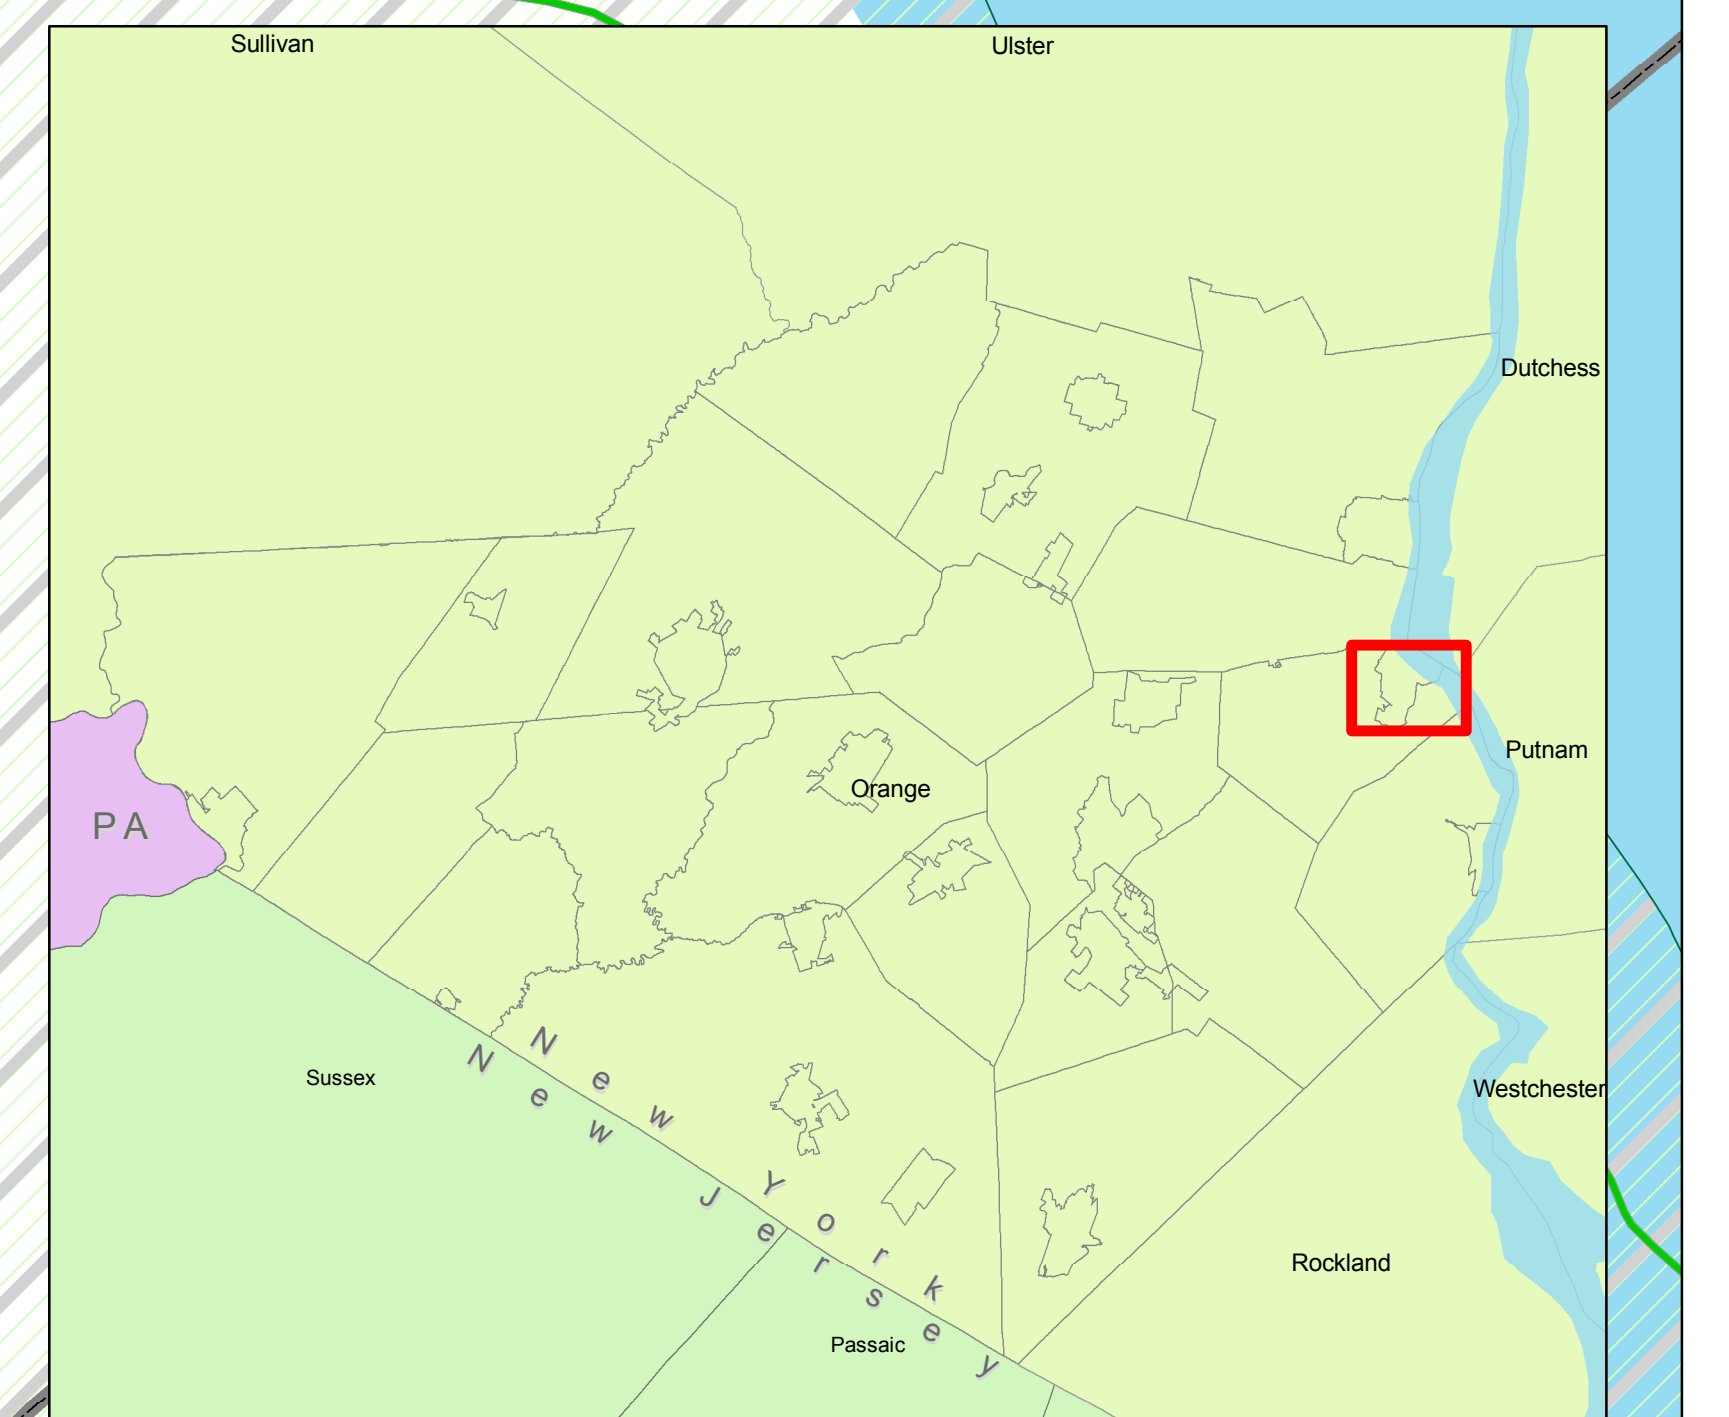 Sullivan
Ulster
Dutchess
Putnam
Orange
PA
Sussex
New York
New Jersey
Westchester
Rockland
Passaic